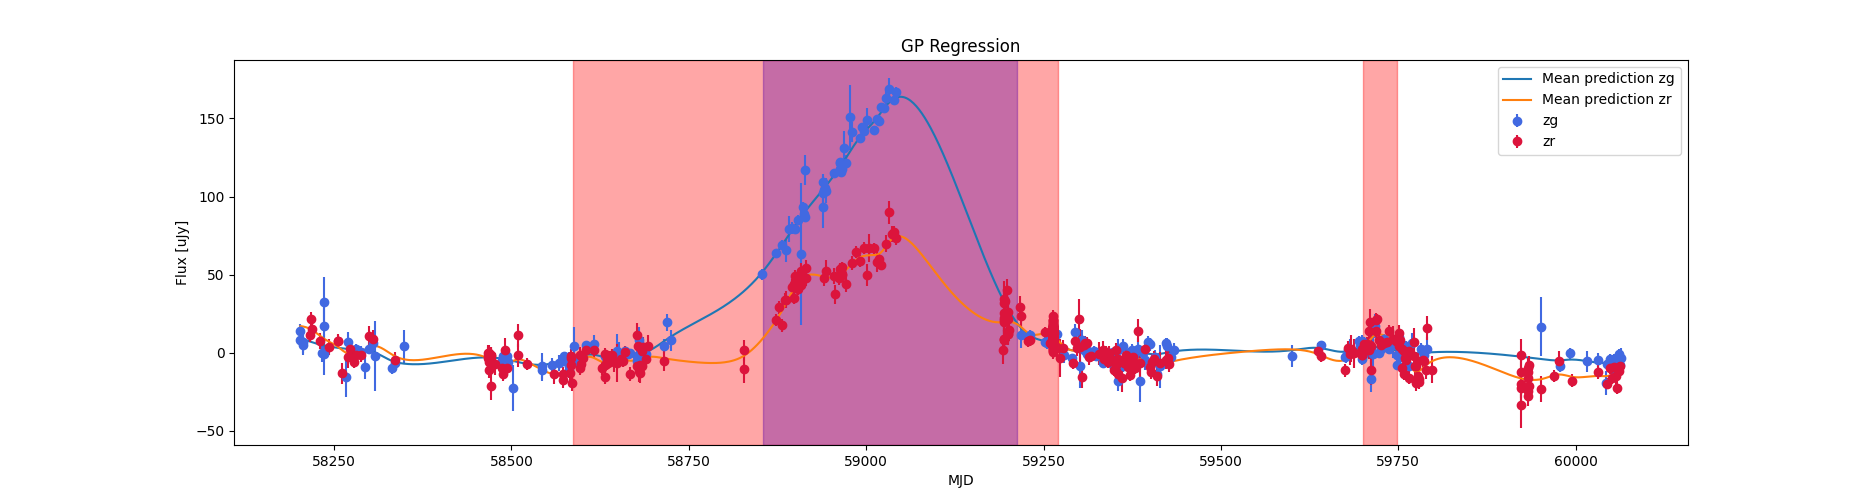 GP Regression
Mean prediction zg
Mean prediction zr
zg
zr
Flux [uJy]
150
100
50
0
−50
58250 58500 58750 59000 59250 59500 59750 60000
MJD